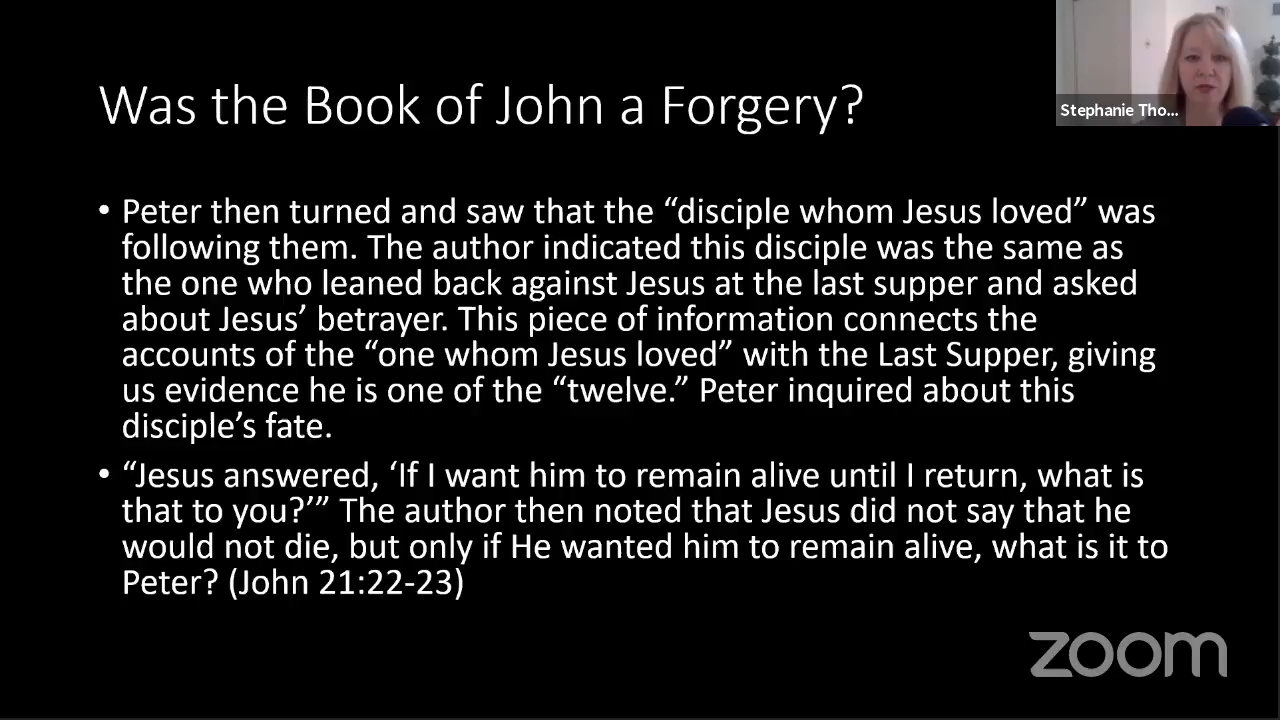 Was the Book of John a Forgery?
Stephanie Tho...
• Peter then turned and saw that the “disciple whom Jesus loved” was
following them. The author indicated this disciple was the same as
the one who leaned back against Jesus at the last supper and asked
about Jesus’ betrayer. This piece of information connects the
accounts of the “one whom Jesus loved” with the Last Supper, giving
us evidence he is one of the “twelve.” Peter inquired about this
disciple’s fate.
• “Jesus answered, ‘If I want him to remain alive until I return, what is
that to you?’” The author then noted that Jesus did not say that he
would not die, but only if He wanted him to remain alive, what is it to
Peter? (John 21:22-23)
zoom